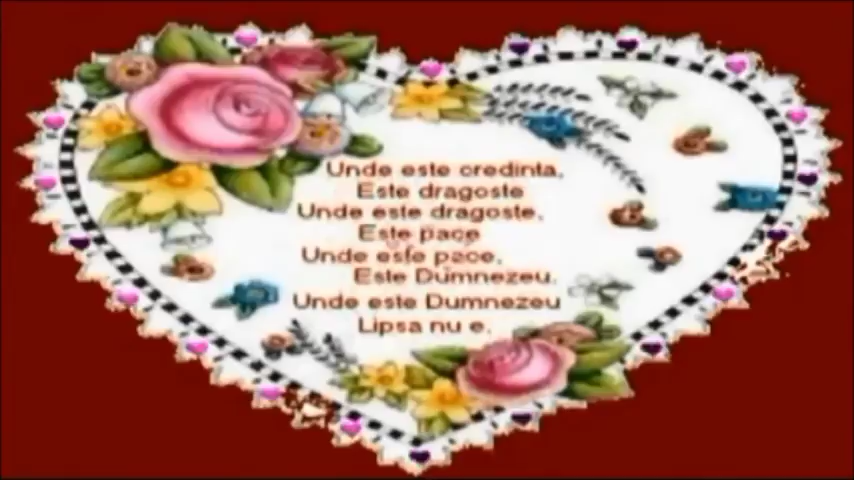 Unde este credinta,
Este dragoste
Unde este dragoste,
Este pace
Unde este pace,
Este Dumnezeu.
Unde este Dumnezeu
Lipsa nu e.